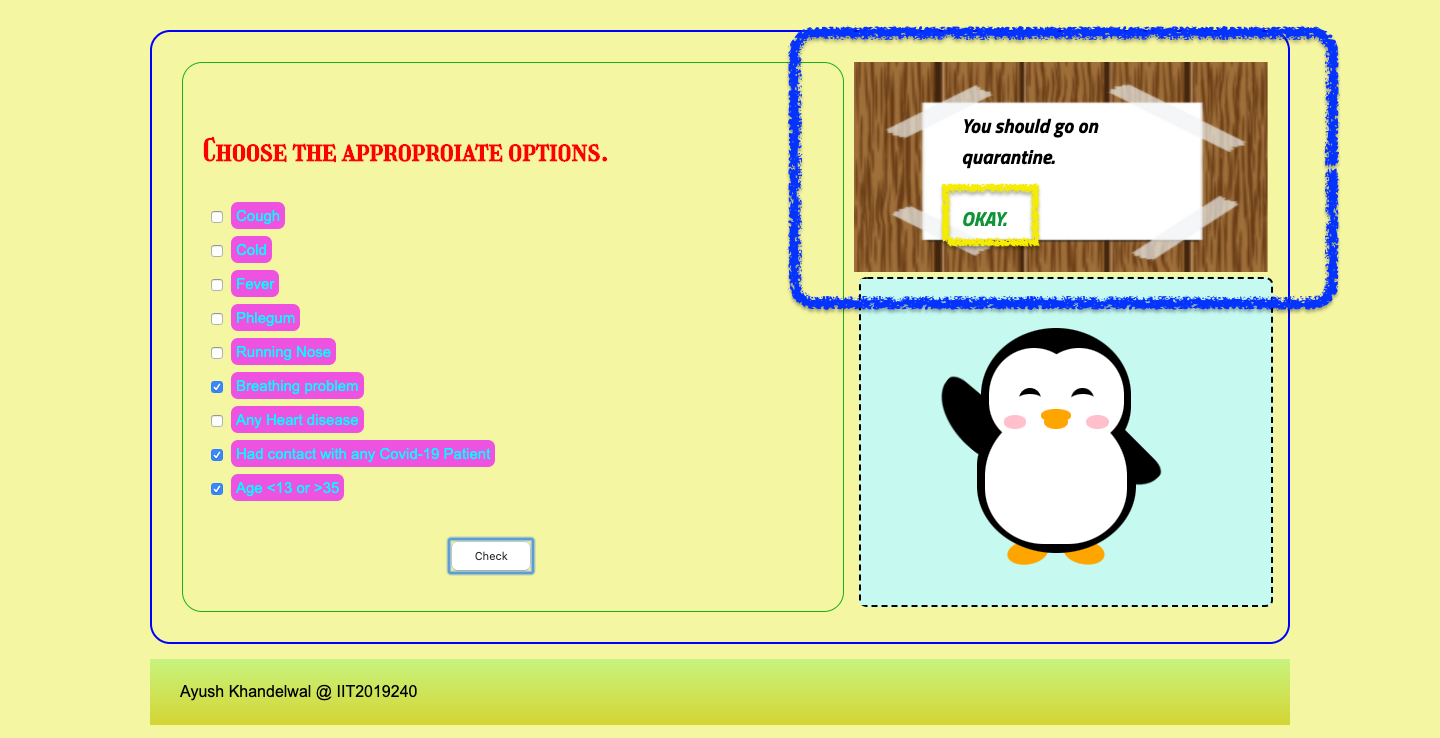 Choose the approproiate options.
Cough
Cold
Fever
Phlegum
Running Nose
Breathing problem
Any Heart disease
Had contact with any Covid-19 Patient
Age <13 or >35
Check
You should go on
quarantine.
OKAY.
Ayush Khandelwal @ IIT2019240